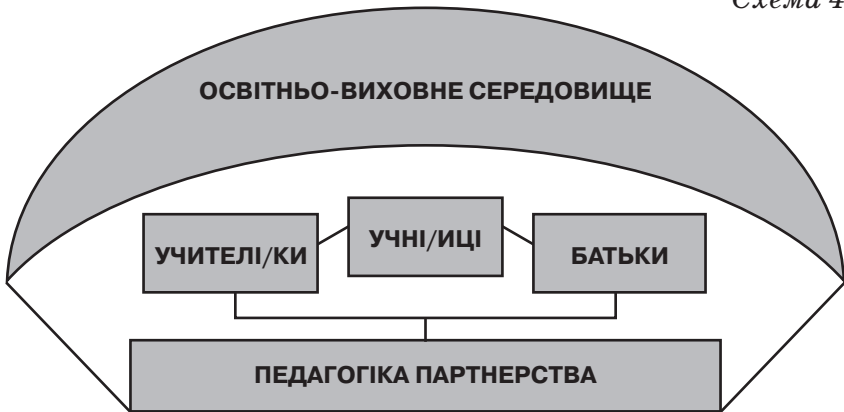 Схема 4
ОСВІТНЬО-ВИХОВНЕ СЕРЕДОВИЩЕ
УЧИТЕЛІ/КИ
УЧНІ/ИЦІ
БАТЬКИ
ПЕДАГОГІКА ПАРТНЕРСТВА